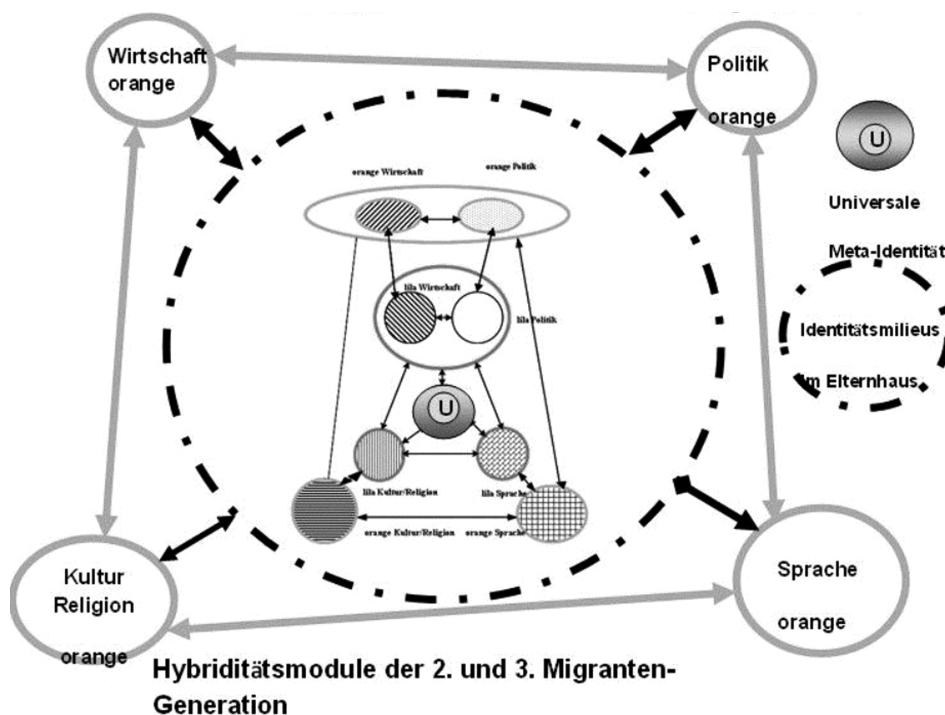 Wirtschaft
orange
Politik
orange
U
Universale
Meta-Identität
Identitätsmilieus
im Elternhaus
orange Wirtschaft
orange Politik
lila Wirtschaft
lila Politik
U
lila Kultur/Religion
lila Sprache
orange Kultur/Religion
orange Sprache
Kultur
Religion
orange
Sprache
orange
Hybriditätsmodule der 2. und 3. Migranten-
Generation